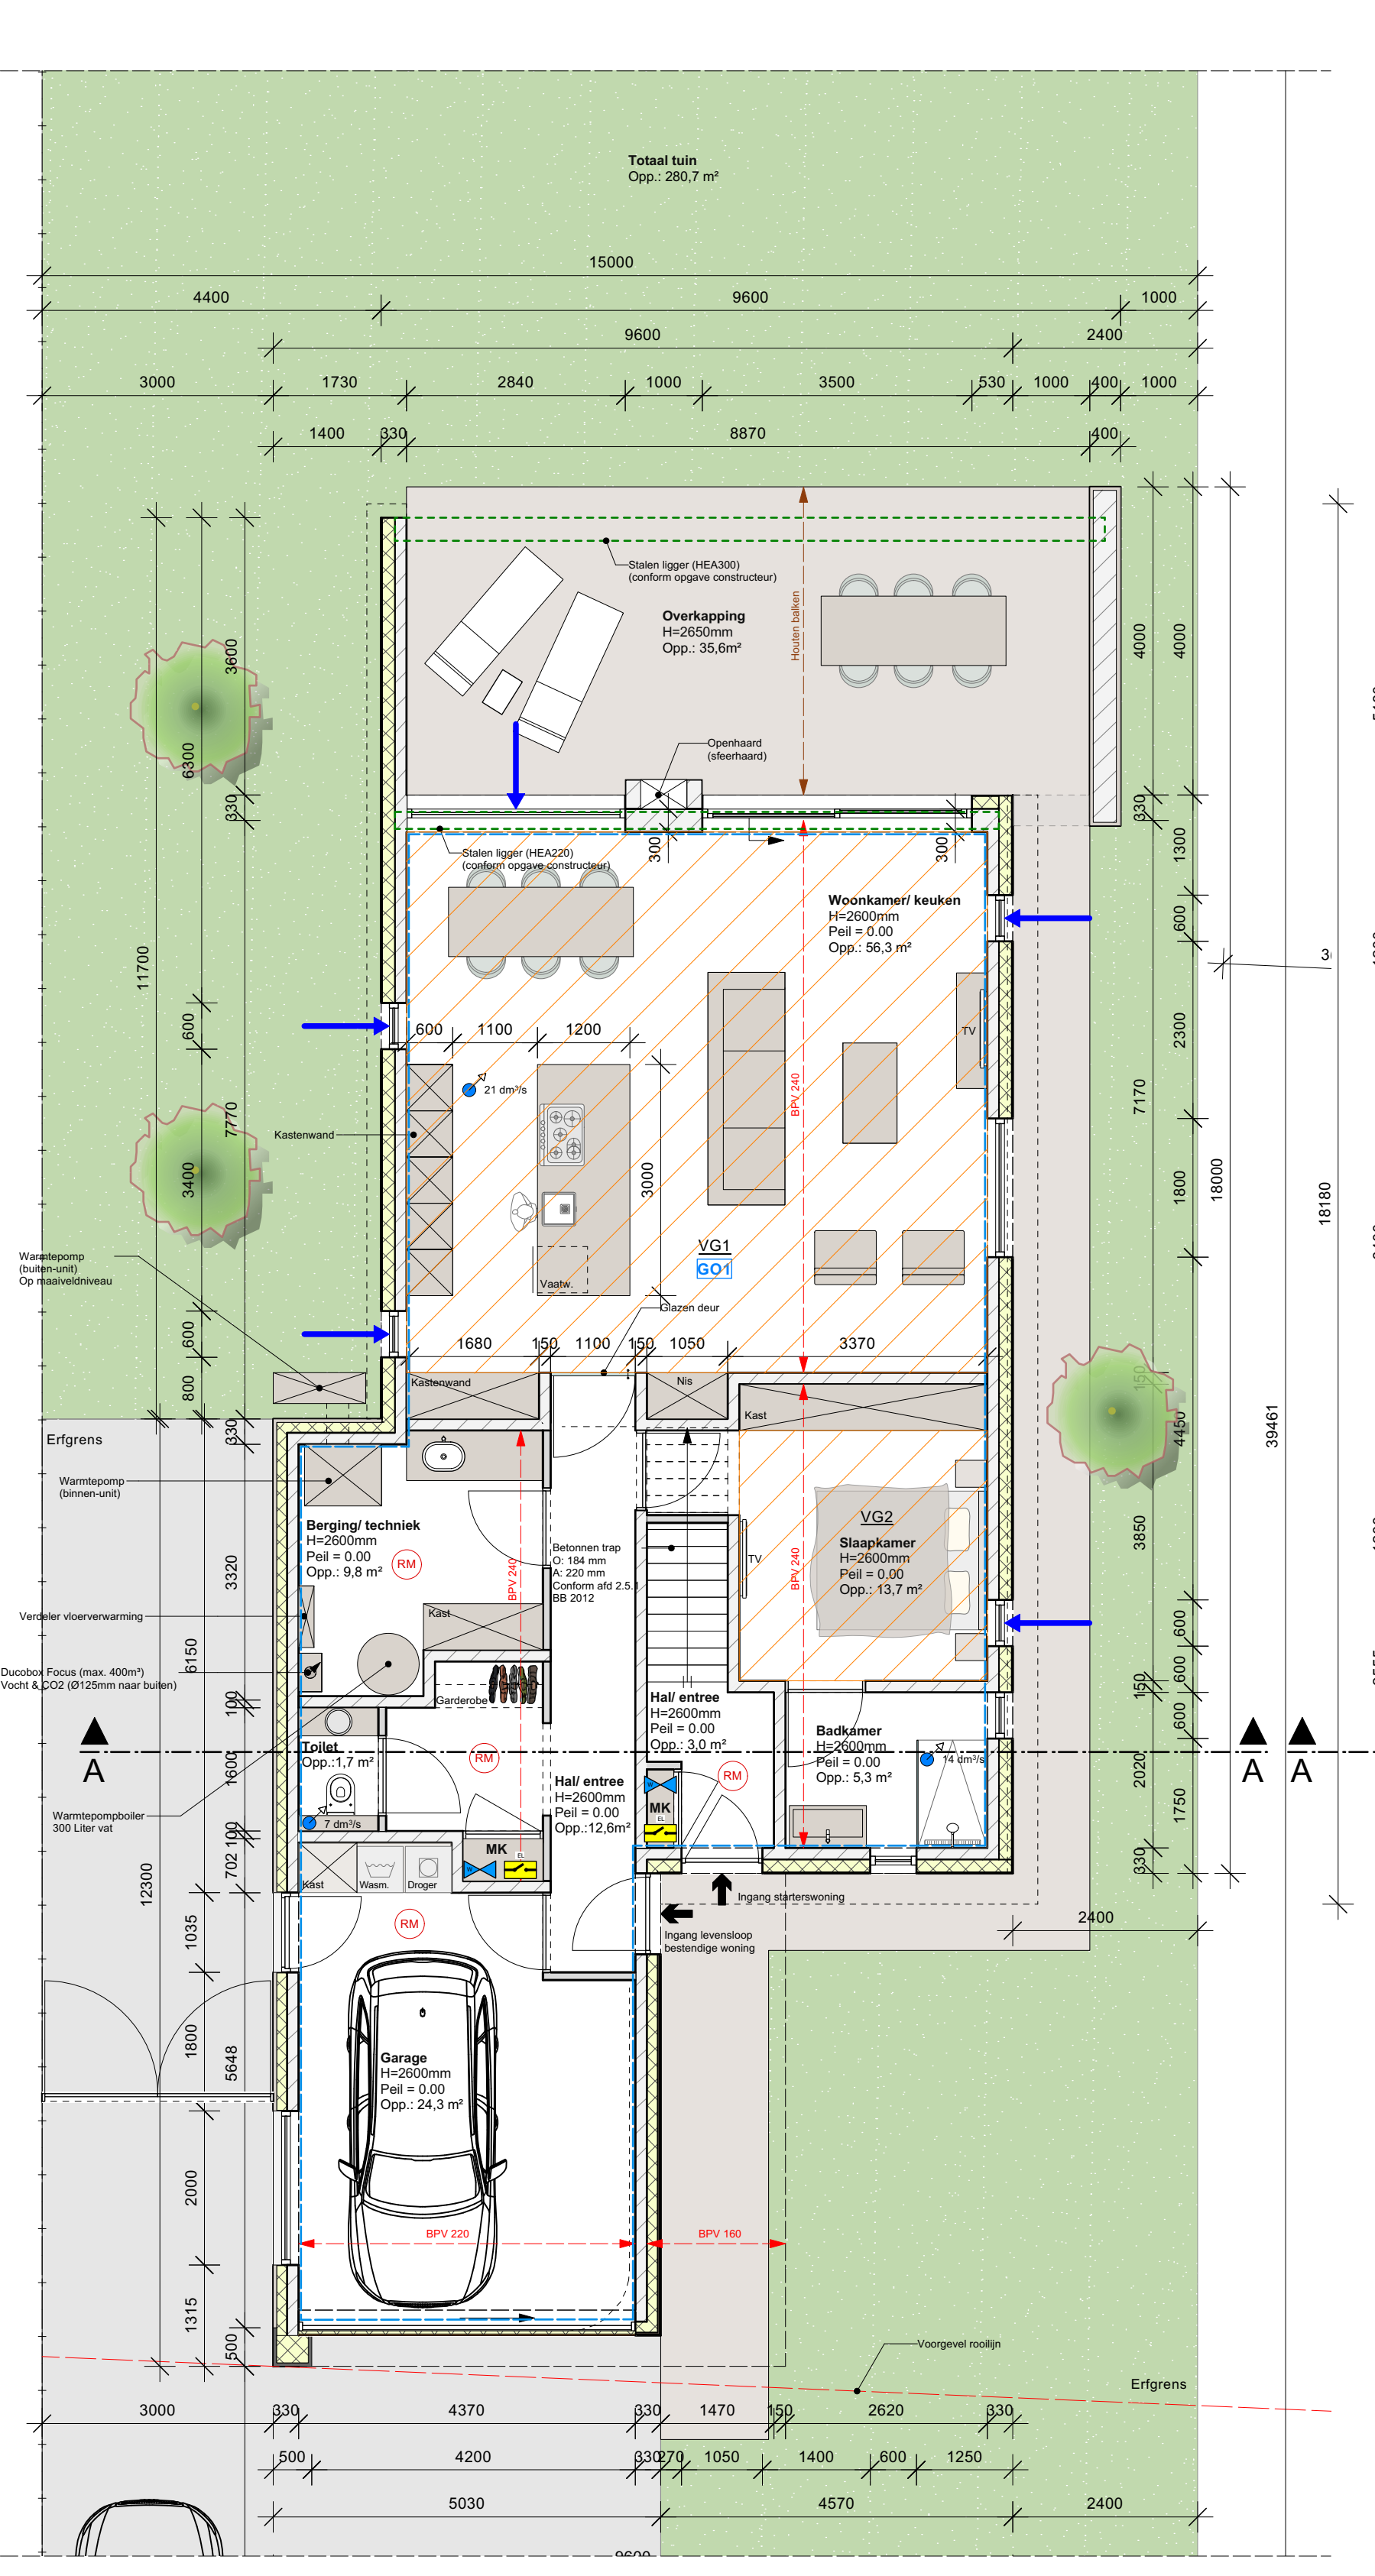 Totaal tuin
Opp.: 280,7 m²
15000
4400
9600
1000
9600
2400
3000
1730
2840
1000
3500
530
1000
400
1000
1400
330
8870
400
Stalen ligger (HEA300)
(conform opgave constructeur)
Overkapping
H=2650mm
Opp.: 35,6m²
Houten balken
3600
6300
330
4000
4000
330
1300
Openhaard
(sfeerhaard)
300
300
Stalen ligger (HEA220)
(conform opgave constructeur)
Woonkamer/ keuken
H=2600mm
Peil = 0.00
Opp.: 56,3 m²
11700
600
600
2300
600
1100
1200
TV
21 dm³/s
BPV 240
Kastenwand
7770
7170
3400
3000
1800
18000
18180
VG1
GO1
Vaatw.
Warmtepomp
(buiten-unit)
Op maaiveldniveau
Glazen deur
600
1680
150
1100
150
1050
3370
800
Kastenwand
Nis
Kast
150
4450
39461
330
Erfgrens
Warmtepomp
(binnen-unit)
Berging/ techniek
H=2600mm
Peil = 0.00
Opp.: 9,8 m²
RM
BPV 240
Betonnen trap
O: 184 mm
A: 220 mm
Conform afd 2.5.1
BB 2012
TV
BPV 240
VG2
Slaapkamer
H=2600mm
Peil = 0.00
Opp.: 13,7 m²
3850
3320
Verdeler vloerverwarming
Kast
600
6150
Ducobox Focus (max. 400m³)
Vocht & CO2 (Ø125mm naar buiten)
600
150
Garderobe
100
Hal/ entree
H=2600mm
Peil = 0.00
Opp.: 3,0 m²
Badkamer
H=2600mm
Peil = 0.00
Opp.: 5,3 m²
600
A
A
A
Toilet
Opp.:1,7 m²
RM
RM
14 dm³/s
1600
2020
Hal/ entree
H=2600mm
Peil = 0.00
Opp.:12,6m²
MK
EL
W
Warmtepompboiler
300 Liter vat
7 dm³/s
1750
100
MK
EL
W
702
330
Kast
Wasm.
Droger
12300
Ingang starterswoning
RM
1035
2400
Ingang levensloop
bestendige woning
1800
5648
Garage
H=2600mm
Peil = 0.00
Opp.: 24,3 m²
2000
BPV 220
BPV 160
1315
500
Voorgevel rooilijn
Erfgrens
3000
330
4370
330
1470
150
2620
330
500
4200
330
270
1050
1400
600
1250
5030
4570
2400